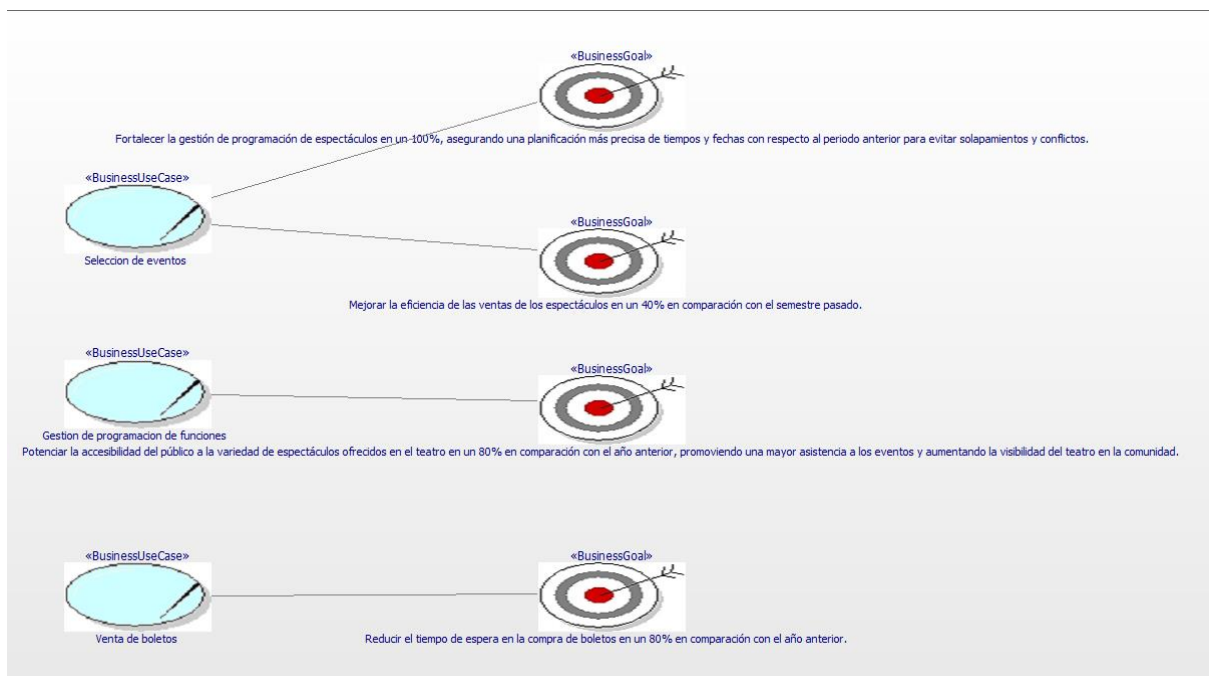 «BusinessGoal»
Fortalecer la gestión de programación de espectáculos en un 100%, asegurando una planificación más precisa de tiempos y fechas con respecto al periodo anterior para evitar solapamientos y conflictos.
«BusinessUseCase»
Seleccion de eventos
«BusinessGoal»
Mejorar la eficiencia de las ventas de los espectáculos en un 40% en comparación con el semestre pasado.
«BusinessUseCase»
Gestion de programacion de funciones
«BusinessGoal»
Potenciar la accesibilidad del público a la variedad de espectáculos ofrecidos en el teatro en un 80% en comparación con el año anterior, promoviendo una mayor asistencia a los eventos y aumentando la visibilidad del teatro en la comunidad.
«BusinessUseCase»
Venta de boletos
«BusinessGoal»
Reducir el tiempo de espera en la compra de boletos en un 80% en comparación con el año anterior.